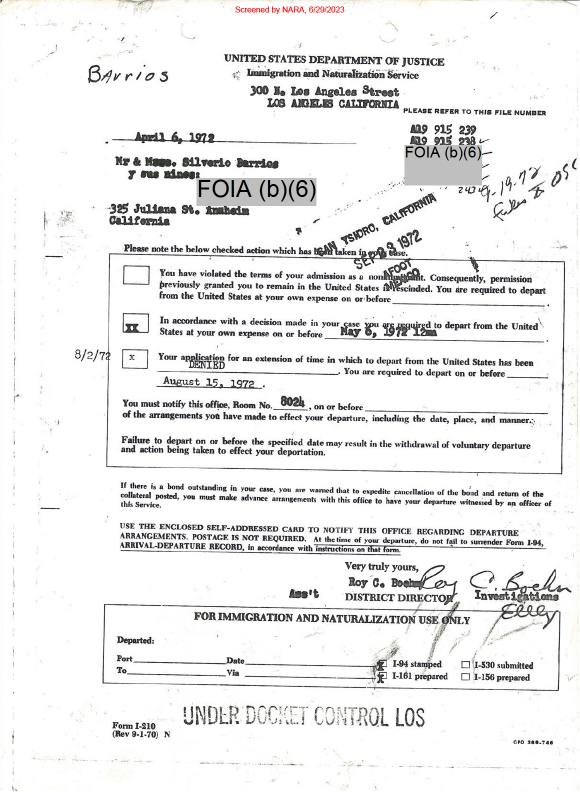 Screened by NARA, 6/29/2023
Barrios
UNITED STATES DEPARTMENT OF JUSTICE
Immigration and Naturalization Service
300 N. Los Angeles Street
LOS ANGELES CALIFORNIA
PLEASE REFER TO THIS FILE NUMBER
April 6, 1972
A19 915 239
A19 915 238
FOIA (b)(6)
Mr & Mses. Silverio Barrios
y sus ninos:
FOIA (b)(6)
9-19-72
325 Juliana St. Anaheim
California
SAN YSIDRO, CALIFORNIA
SEP 3 1972
AFOOT
MEXICO
Please note the below checked action which has been taken in your case.
You have violated the terms of your admission as a nonimmigrant. Consequently, permission
previously granted you to remain in the United States is rescinded. You are required to depart
from the United States at your own expense on or before
XX In accordance with a decision made in your case you are required to depart from the United
States at your own expense on or before May 6, 1972 12mn
8/2/72 x Your application for an extension of time in which to depart from the United States has been
DENIED. You are required to depart on or before
August 15, 1972.
You must notify this office, Room No. 8024, on or before
of the arrangements you have made to effect your departure, including the date, place, and manner.
Failure to depart on or before the specified date may result in the withdrawal of voluntary departure
and action being taken to effect your deportation.
If there is a bond outstanding in your case, you are warned that to expedite cancellation of the bond and return of the
collateral posted, you must make advance arrangements with this office to have your departure witnessed by an officer of
this Service.
USE THE ENCLOSED SELF-ADDRESSED CARD TO NOTIFY THIS OFFICE REGARDING DEPARTURE
ARRANGEMENTS. POSTAGE IS NOT REQUIRED. At the time of your departure, do not fail to surrender Form I-94,
ARRIVAL-DEPARTURE RECORD, in accordance with instructions on that form.
Very truly yours,
Roy C. Boehm Roy C. Boehm
Ass't DISTRICT DIRECTOR Investigations
FOR IMMIGRATION AND NATURALIZATION USE ONLY
Departed:
Port Date
To Via
X I-94 stamped I-530 submitted
X I-161 prepared I-156 prepared
UNDER DOCKET CONTROL LOS
Form I-210
(Rev 9-1-70) N
GPO 388-746